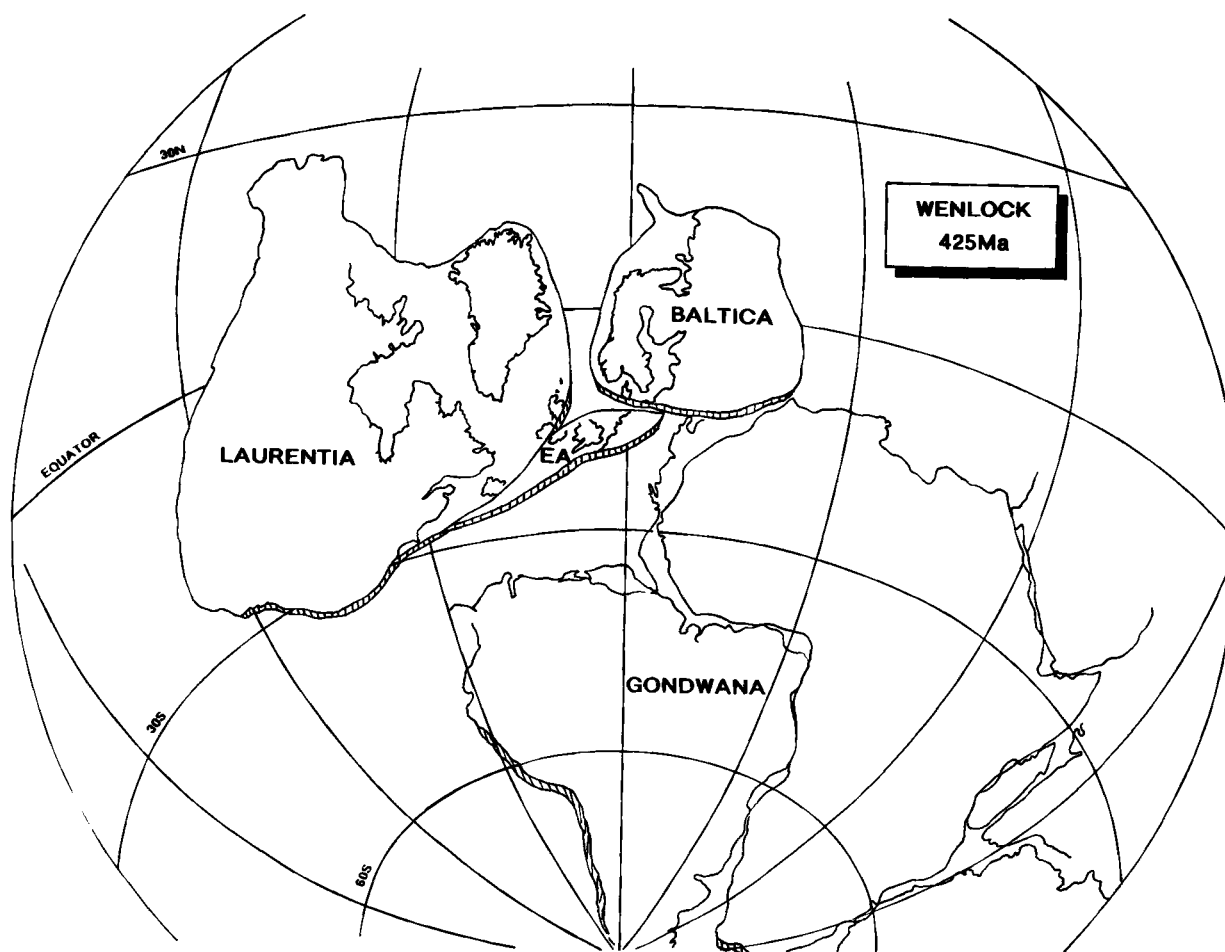 30N
WENLOCK
425Ma
BALTICA
EQUATOR
LAURENTIA
EA
GONDWANA
30S
60S